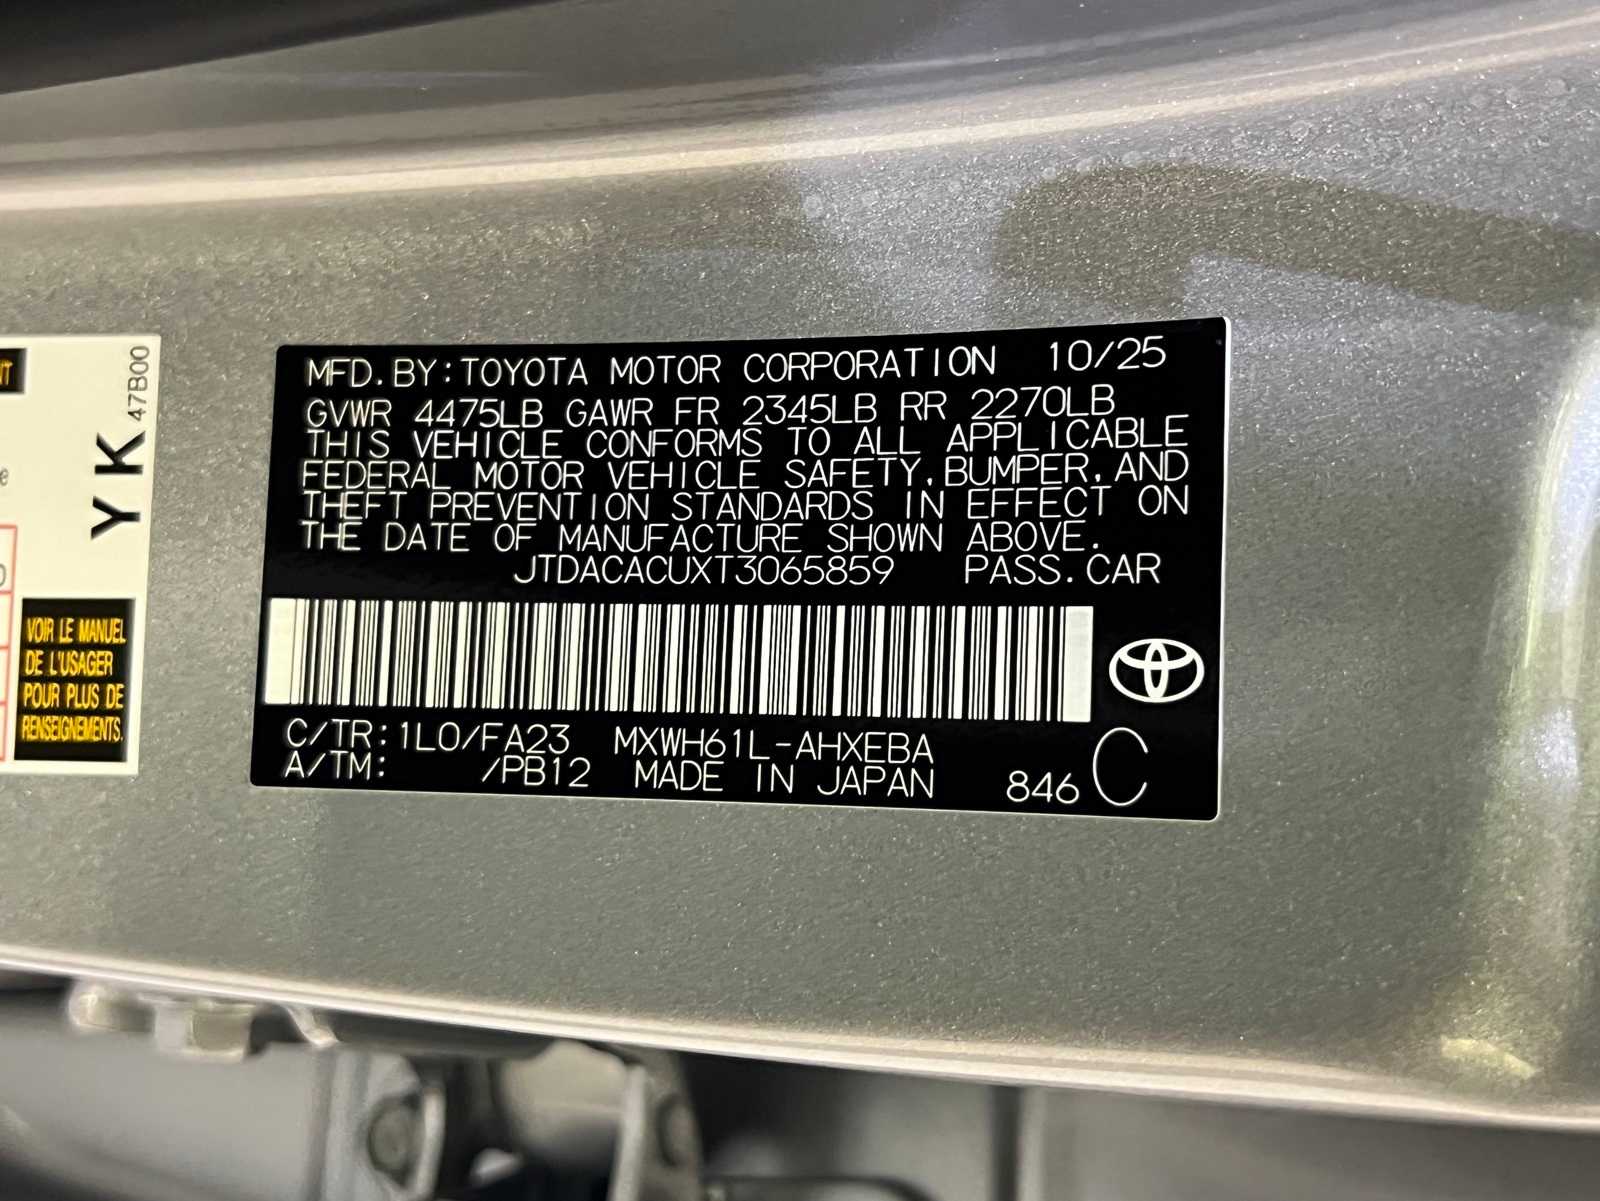 MFD.BY:TOYOTA MOTOR CORPORATION 10/25
GVWR 4475LB GAWR FR 2345LB RR 2270LB
THIS VEHICLE CONFORMS TO ALL APPLICABLE
FEDERAL MOTOR VEHICLE SAFETY,BUMPER,AND
THEFT PREVENTION STANDARDS IN EFFECT ON
THE DATE OF MANUFACTURE SHOWN ABOVE.
JTDACACUXT3065859 PASS.CAR
C/TR:1L0/FA23 MXWH61L-AHXEBA
A/TM: /PB12 MADE IN JAPAN 846 C
YK 47B00
VOIR LE MANUEL
DE L'USAGER
POUR PLUS DE
RENSEIGNEMENTS.